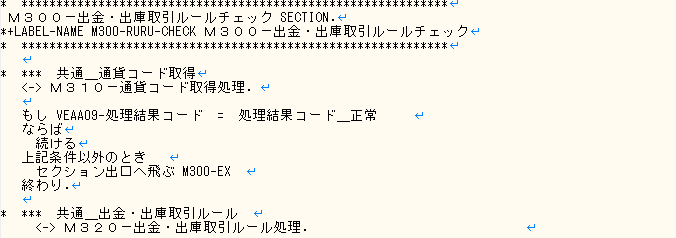 *  ************************************************************↵
　Ｍ３００－出金・出庫取引ルールチェック SECTION.↵
*+LABEL-NAME M300-RURU-CHECK Ｍ３００－出金・出庫取引ルールチェック↵
*  ************************************************************↵
↵
*  ***　共通＿通貨コード取得↵
<-> Ｍ３１０－通貨コード取得処理.↵
↵
もし VEAA09-処理結果コード　=　処理結果コード＿正常　↵
ならば↵
続ける↵
上記条件以外のとき　↵
セクション出口へ飛ぶ M300-EX　↵
終わり.↵
↵
*  ***　共通＿出金・出庫取引ルール　↵
<-> Ｍ３２０－出金・出庫取引ルール処理.　↵